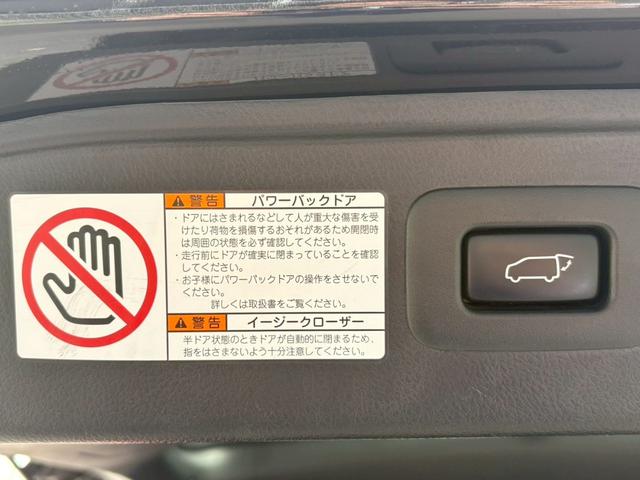 警告 パワーバックドア
・ドアにはさまれるなどして人が重大な傷害を受
けたり荷物を損傷するおそれがあるため開閉時
は周囲の状態を必ず確認してください。
・走行前にドアが確実に閉まっていることを確認
してください。
・お子様にパワーバックドアの操作をさせないで
ください。
詳しくは取扱書をご覧ください。
警告 イージークローザー
半ドア状態のときドアが自動的に閉まるため、
指をはさまないよう十分注意してください。